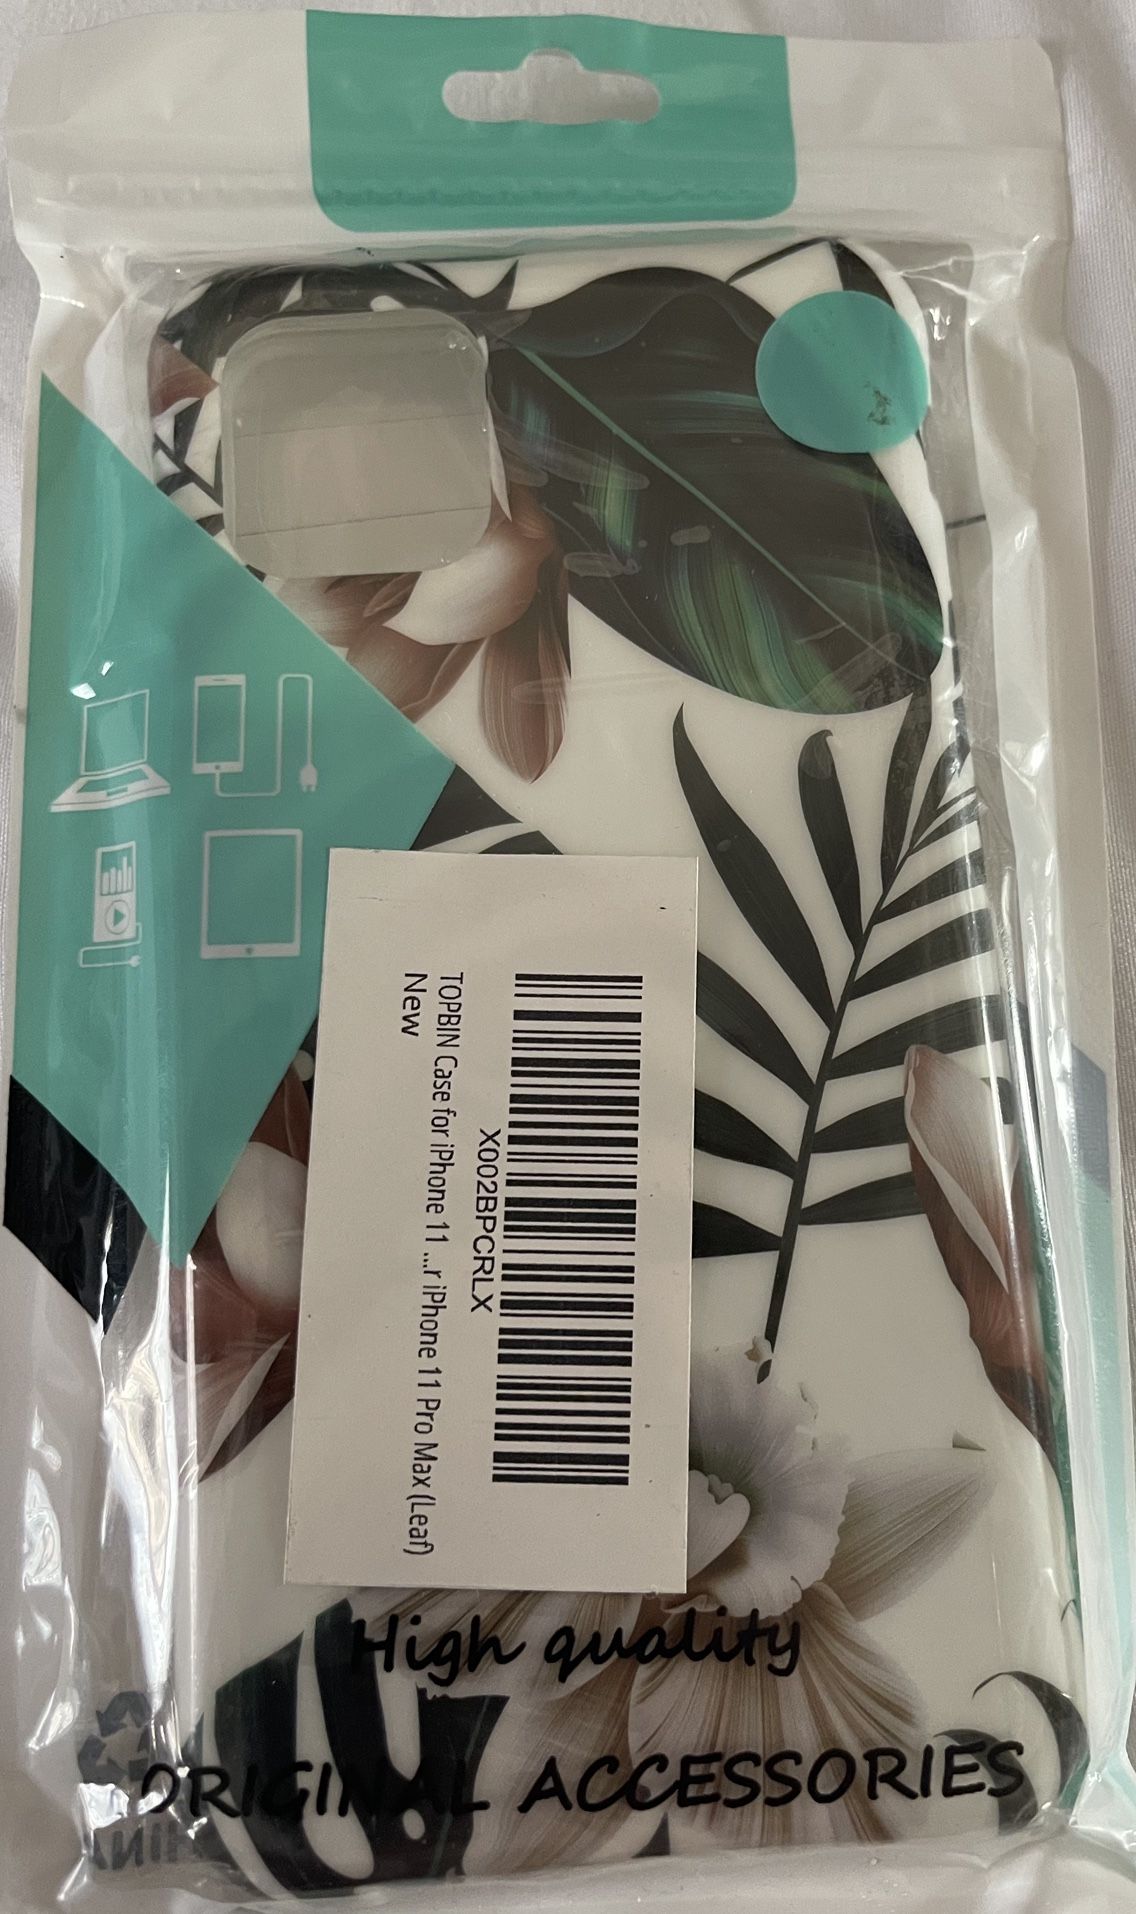 X002BPCRLX
TOPBIN Case for iPhone 11 ...r iPhone 11 Pro Max (Leaf)
New
High quality
ORIGINAL ACCESSORIES